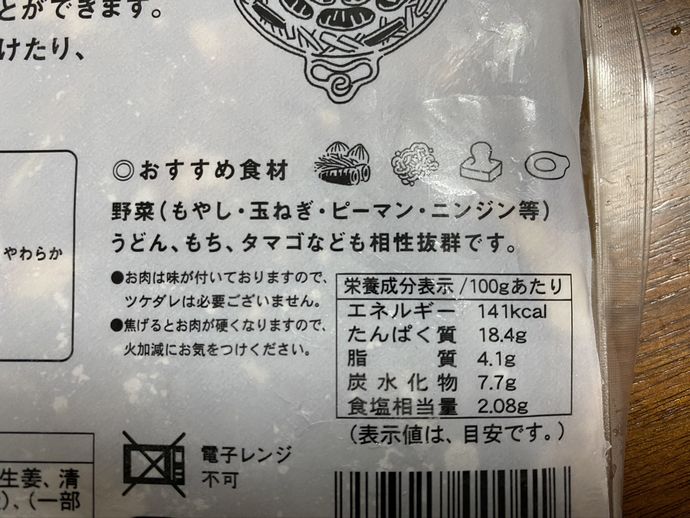 とができます。
けたり、
◎おすすめ食材
野菜(もやし・玉ねぎ・ピーマン・ニンジン等)
うどん、もち、タマゴなども相性抜群です。
やわらか
●お肉は味が付いておりますので、
ツケダレは必要ございません。
●焦げるとお肉が硬くなりますので、
火加減にお気をつけください。
栄養成分表示/100gあたり
エネルギー 141kcal
たんぱく質 18.4g
脂質 4.1g
炭水化物 7.7g
食塩相当量 2.08g
(表示値は、目安です。)
電子レンジ
不可
生姜、清
)、(一部